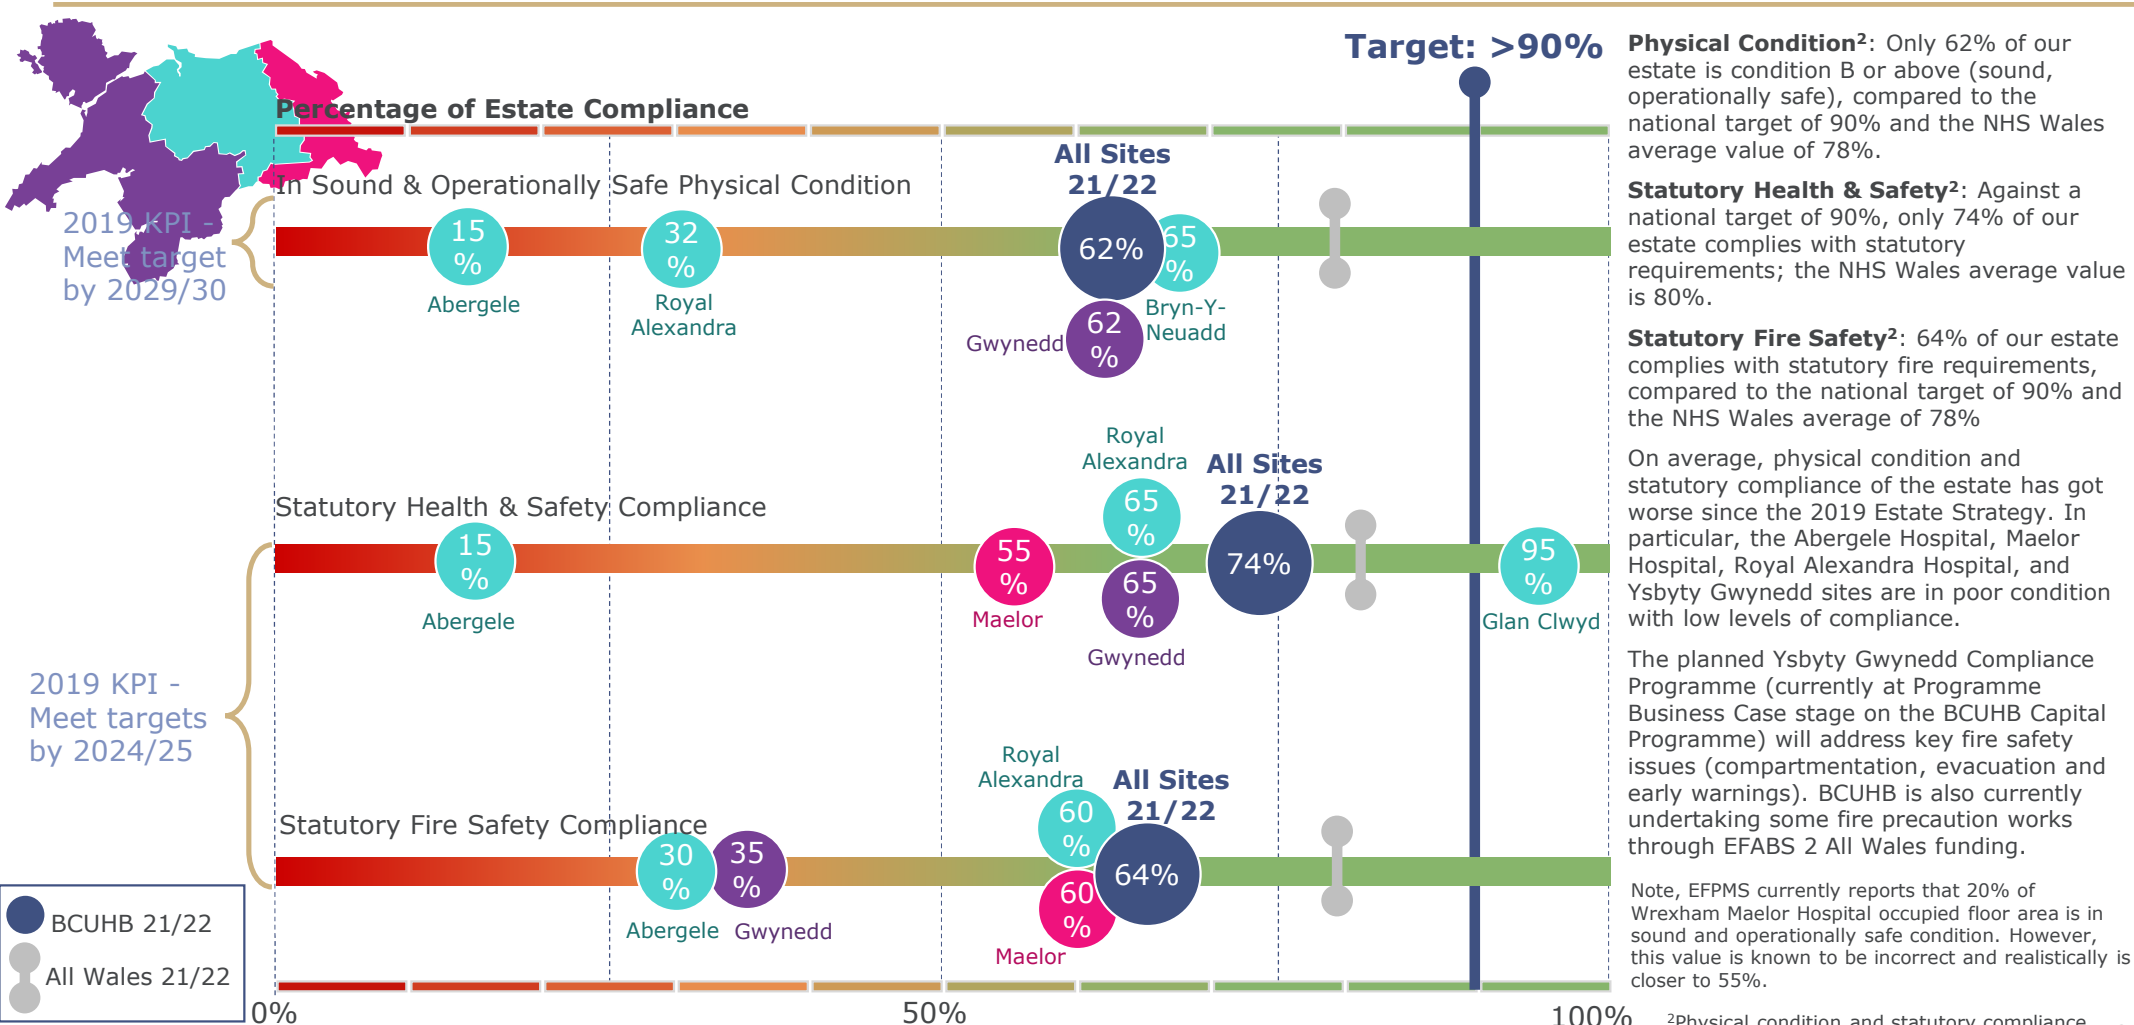 Target: >90%
Percentage of Estate Compliance
In Sound & Operationally Safe Physical Condition
2019 KPI -
Meet target
by 2029/30
All Sites
21/22
15
%
Abergele
32
%
Royal
Alexandra
62%
65
%
Bryn-Y-
Neuadd
62
%
Gwynedd
Statutory Health & Safety Compliance
15
%
Abergele
55
%
Maelor
Royal
Alexandra
65
%
65
%
Gwynedd
All Sites
21/22
74%
95
%
Glan Clwyd
2019 KPI -
Meet targets
by 2024/25
Statutory Fire Safety Compliance
30
%
Abergele
35
%
Gwynedd
Royal
Alexandra
60
%
60
%
Maelor
All Sites
21/22
64%
BCUHB 21/22
All Wales 21/22
0%
50%
100%
Physical Condition²: Only 62% of our
estate is condition B or above (sound,
operationally safe), compared to the
national target of 90% and the NHS Wales
average value of 78%.
Statutory Health & Safety²: Against a
national target of 90%, only 74% of our
estate complies with statutory
requirements; the NHS Wales average value
is 80%.
Statutory Fire Safety²: 64% of our estate
complies with statutory fire requirements,
compared to the national target of 90% and
the NHS Wales average of 78%
On average, physical condition and
statutory compliance of the estate has got
worse since the 2019 Estate Strategy. In
particular, the Abergele Hospital, Maelor
Hospital, Royal Alexandra Hospital, and
Ysbyty Gwynedd sites are in poor condition
with low levels of compliance.
The planned Ysbyty Gwynedd Compliance
Programme (currently at Programme
Business Case stage on the BCUHB Capital
Programme) will address key fire safety
issues (compartmentation, evacuation and
early warnings). BCUHB is also currently
undertaking some fire precaution works
through EFABS 2 All Wales funding.
Note, EFPMS currently reports that 20% of
Wrexham Maelor Hospital occupied floor area is in
sound and operationally safe condition. However,
this value is known to be incorrect and realistically is
closer to 55%.
²Physical condition and statutory compliance